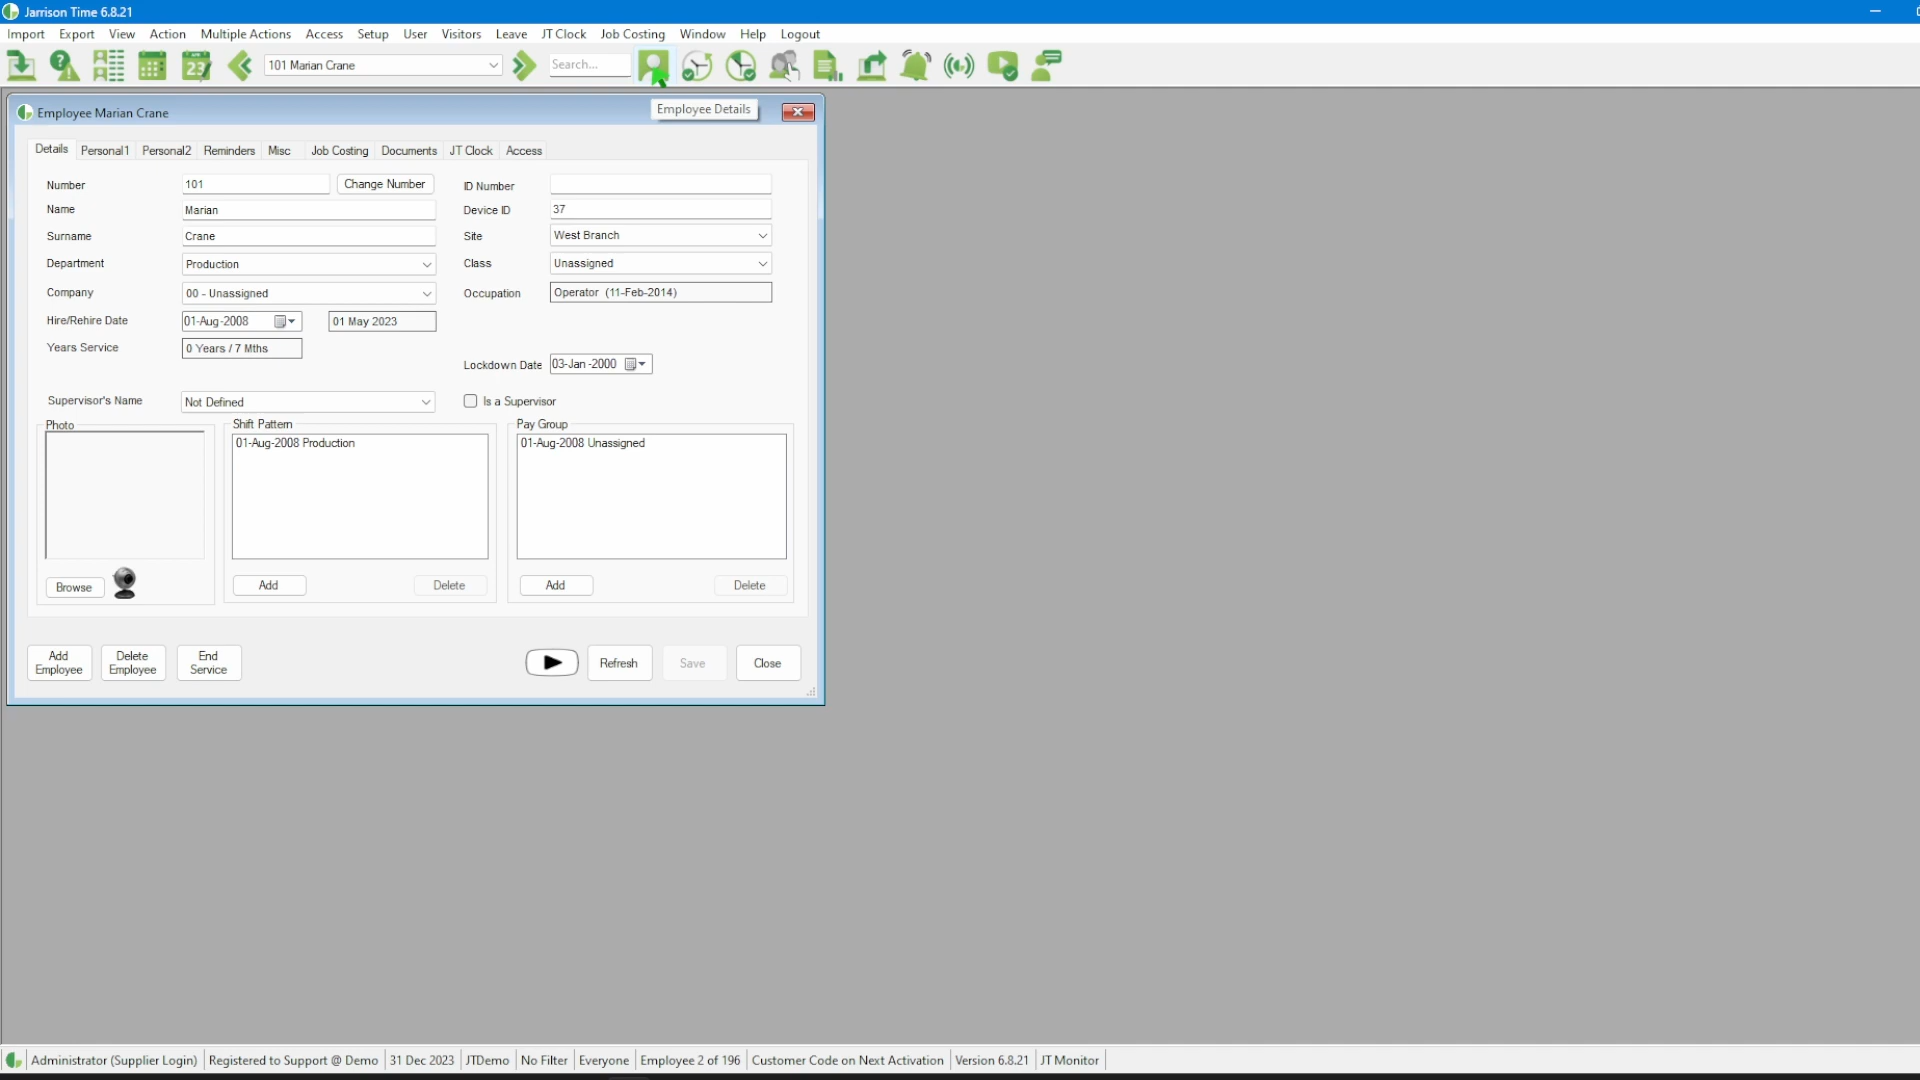 Jarrison Time 6.8.21
Import Export View Action Multiple Actions Access Setup User Visitors Leave JT Clock Job Costing Window Help Logout
23 101 Marian Crane Search...
Employee Marian Crane Employee Details
Details Personal1 Personal2 Reminders Misc Job Costing Documents JT Clock Access
Number 101 Change Number ID Number
Name Marian Device ID 37
Surname Crane Site West Branch
Department Production Class Unassigned
Company 00 - Unassigned Occupation Operator (11-Feb-2014)
Hire/Rehire Date 01-Aug-2008 01 May 2023
Years Service 0 Years / 7 Mths
Lockdown Date 03-Jan -2000
Supervisor's Name Not Defined Is a Supervisor
Photo Shift Pattern Pay Group
01-Aug-2008 Production 01-Aug-2008 Unassigned
Browse Add Delete Add Delete
Add Employee Delete Employee End Service Refresh Save Close
Administrator (Supplier Login) Registered to Support @ Demo 31 Dec 2023 JTDemo No Filter Everyone Employee 2 of 196 Customer Code on Next Activation Version 6.8.21 JT Monitor